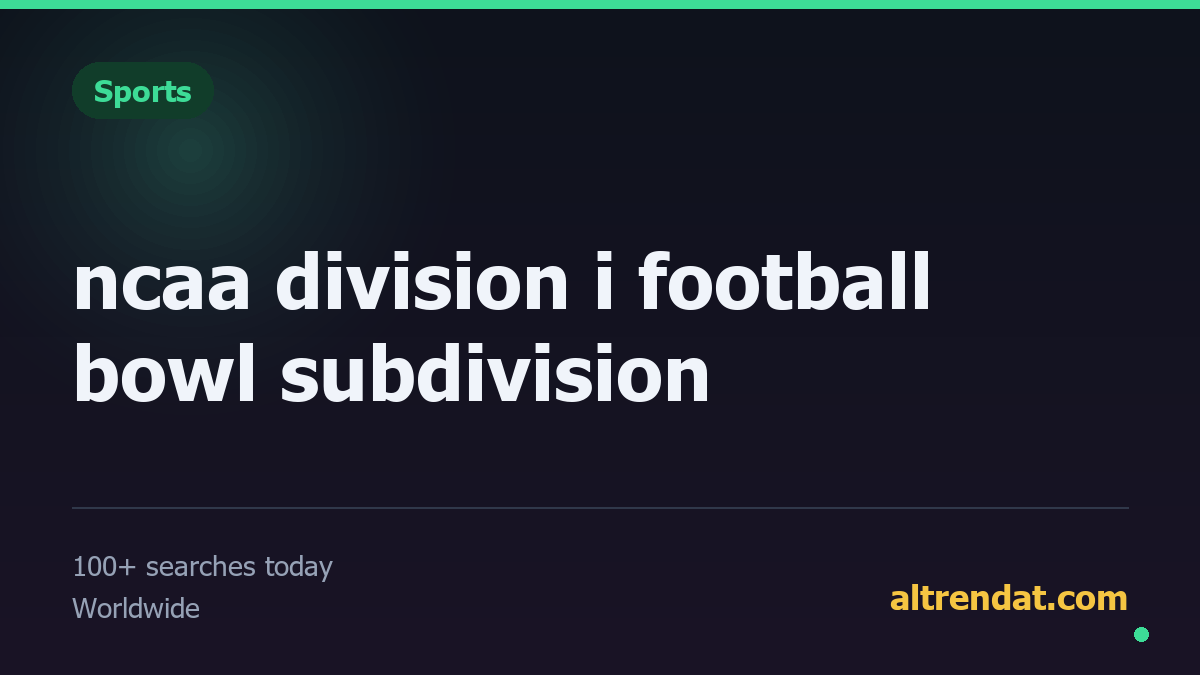 Sports
ncaa division i football
bowl subdivision
100+ searches today
Worldwide
altrendat.com